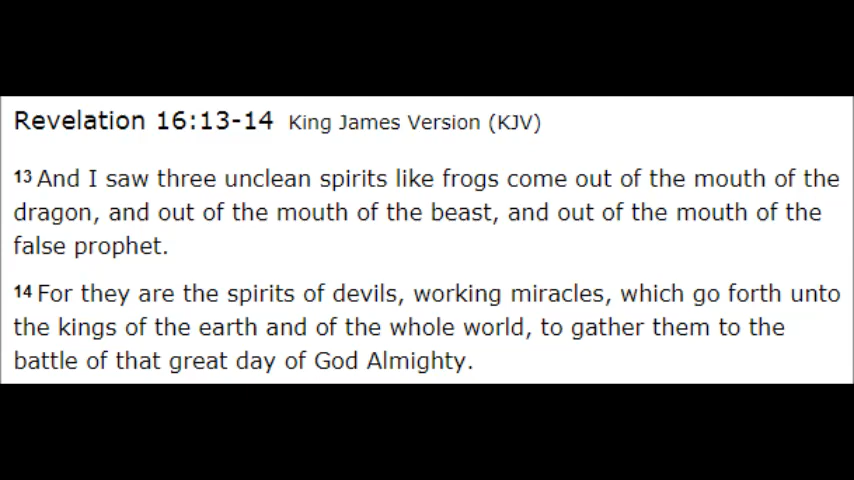 Revelation 16:13-14 King James Version (KJV)
13 And I saw three unclean spirits like frogs come out of the mouth of the
dragon, and out of the mouth of the beast, and out of the mouth of the
false prophet.
14 For they are the spirits of devils, working miracles, which go forth unto
the kings of the earth and of the whole world, to gather them to the
battle of that great day of God Almighty.